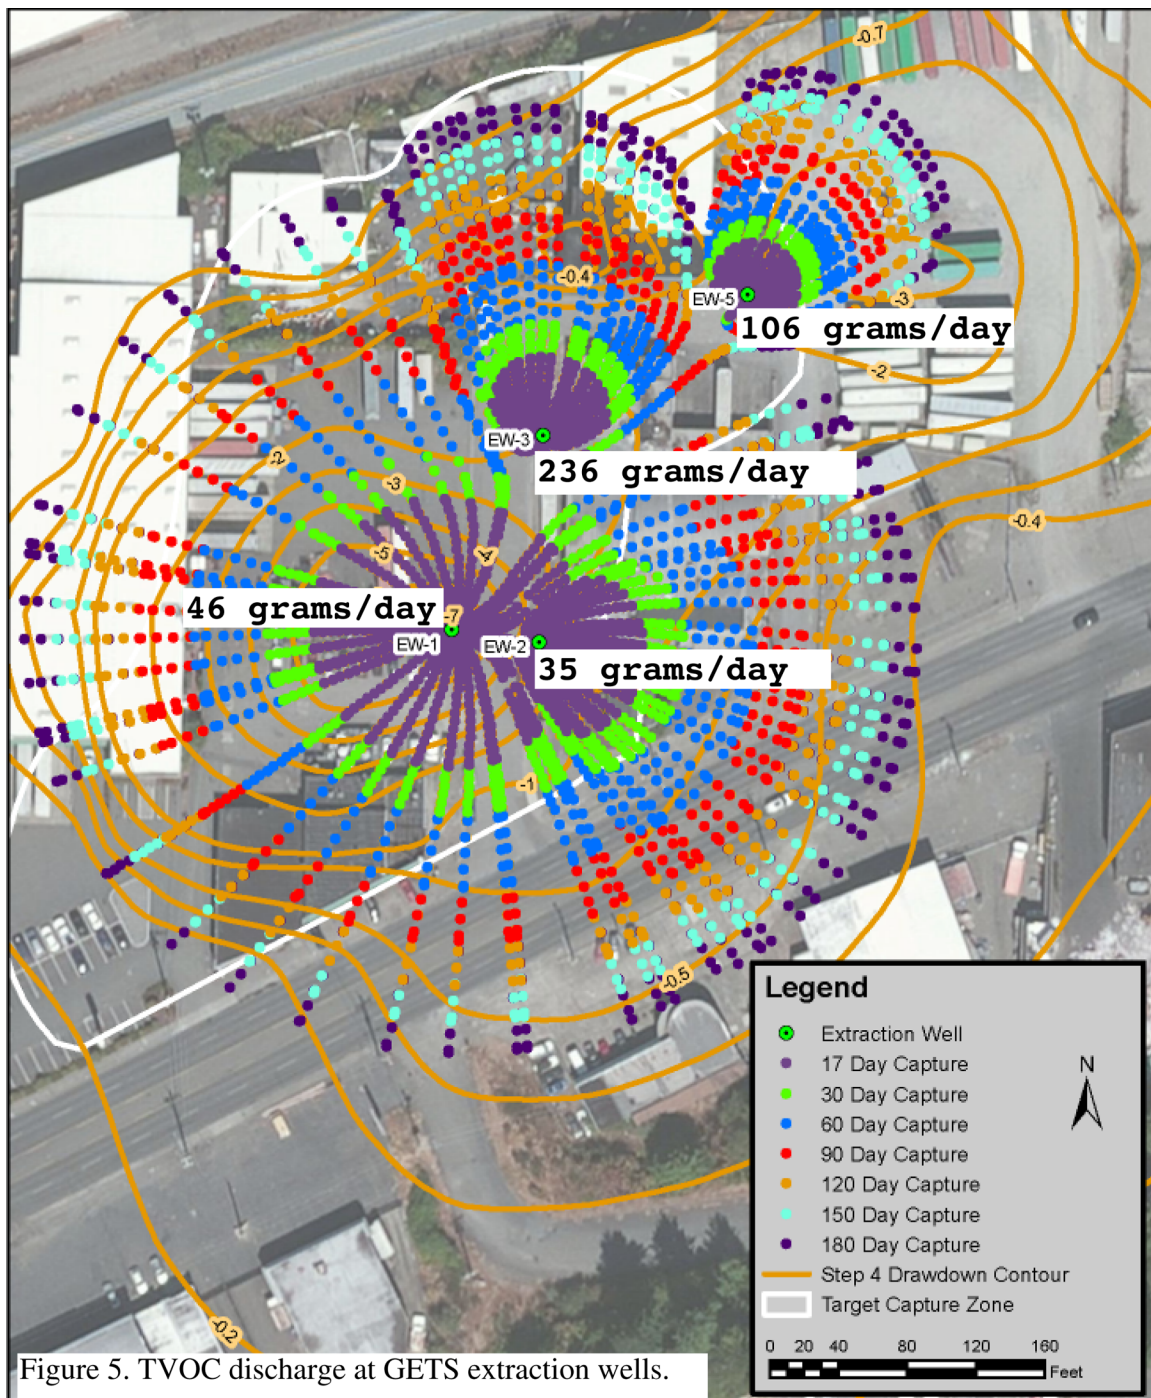 -0.7
-0.4
EW-5
-3
106 grams/day
-2
EW-3
236 grams/day
-2
-3
-0.4
-5
-4
46 grams/day
-7
EW-1
EW-2
35 grams/day
-1
-0.5
Legend
Extraction Well
17 Day Capture
30 Day Capture
60 Day Capture
90 Day Capture
120 Day Capture
150 Day Capture
180 Day Capture
Step 4 Drawdown Contour
Target Capture Zone
N
0 20 40 80 120 160
Feet
-0.2
Figure 5. TVOC discharge at GETS extraction wells.